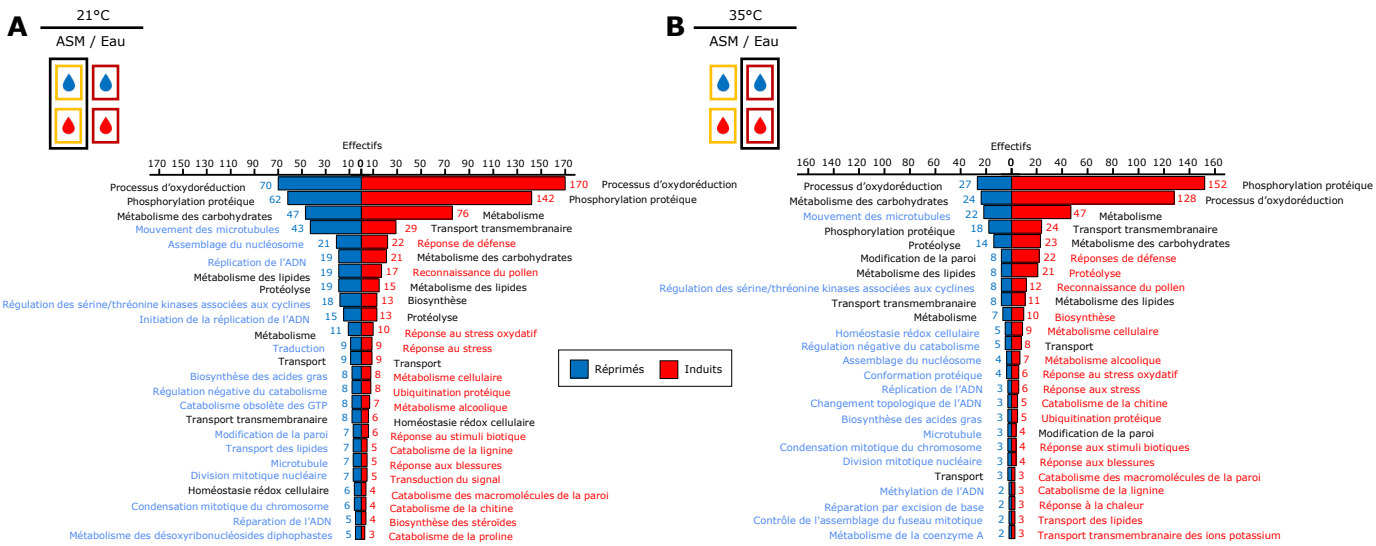 A
21°C
ASM / Eau
Effectifs
170 150 130 110 90 70 50 30 10 0 10 30 50 70 90 110 130 150 170
Processus d’oxydoréduction 70 170 Processus d’oxydoréduction
Phosphorylation protéique 62 142 Phosphorylation protéique
Métabolisme des carbohydrates 47 76 Métabolisme
Mouvement des microtubules 43 29 Transport transmembranaire
Assemblage du nucléosome 21 22 Réponse de défense
Réplication de l’ADN 19 21 Métabolisme des carbohydrates
Métabolisme des lipides 19 17 Reconnaissance du pollen
Protéolyse 19 15 Métabolisme des lipides
Régulation des sérine/thréonine kinases associées aux cyclines 18 13 Biosynthèse
Initiation de la réplication de l’ADN 15 13 Protéolyse
Métabolisme 11 10 Réponse au stress oxydatif
Traduction 9 9 Réponse au stress
Transport 9 9 Transport
Biosynthèse des acides gras 8 8 Métabolisme cellulaire
Régulation négative du catabolisme 8 8 Ubiquitination protéique
Catabolisme obsolète des GTP 8 7 Métabolisme alcoolique
Transport transmembranaire 8 6 Homéostasie rédox cellulaire
Modification de la paroi 7 6 Réponse au stimuli biotique
Transport des lipides 7 5 Catabolisme de la lignine
Microtubule 7 5 Réponse aux blessures
Division mitotique nucléaire 7 5 Transduction du signal
Homéostasie rédox cellulaire 6 4 Catabolisme des macromolécules de la paroi
Condensation mitotique du chromosome 6 4 Catabolisme de la chitine
Réparation de l’ADN 5 4 Biosynthèse des stéroïdes
Métabolisme des désoxyribonucléosides diphophastes 5 3 Catabolisme de la proline
Réprimés Induits
B
35°C
ASM / Eau
Effectifs
160 140 120 100 80 60 40 20 0 20 40 60 80 100 120 140 160
Processus d’oxydoréduction 27 152 Phosphorylation protéique
Métabolisme des carbohydrates 24 128 Processus d’oxydoréduction
Mouvement des microtubules 22 47 Métabolisme
Phosphorylation protéique 18 24 Transport transmembranaire
Protéolyse 14 23 Métabolisme des carbohydrates
Modification de la paroi 8 22 Réponses de défense
Métabolisme des lipides 8 21 Protéolyse
Régulation des sérine/thréonine kinases associées aux cyclines 8 12 Reconnaissance du pollen
Transport transmembranaire 8 11 Métabolisme des lipides
Métabolisme 7 10 Biosynthèse
Homéostasie rédox cellulaire 5 9 Métabolisme cellulaire
Régulation négative du catabolisme 5 8 Transport
Assemblage du nucléosome 4 7 Métabolisme alcoolique
Conformation protéique 4 6 Réponse au stress oxydatif
Réplication de l’ADN 3 6 Réponse aux stress
Changement topologique de l’ADN 3 5 Catabolisme de la chitine
Biosynthèse des acides gras 3 5 Ubiquitination protéique
Microtubule 3 4 Modification de la paroi
Condensation mitotique du chromosome 3 4 Réponse aux stimuli biotiques
Division mitotique nucléaire 3 4 Réponse aux blessures
Transport 3 3 Catabolisme des macromolécules de la paroi
Méthylation de l’ADN 2 3 Catabolisme de la lignine
Réparation par excision de base 2 3 Réponse à la chaleur
Contrôle de l'assemblage du fuseau mitotique 2 3 Transport des lipides
Métabolisme de la coenzyme A 2 3 Transport transmembranaire des ions potassium